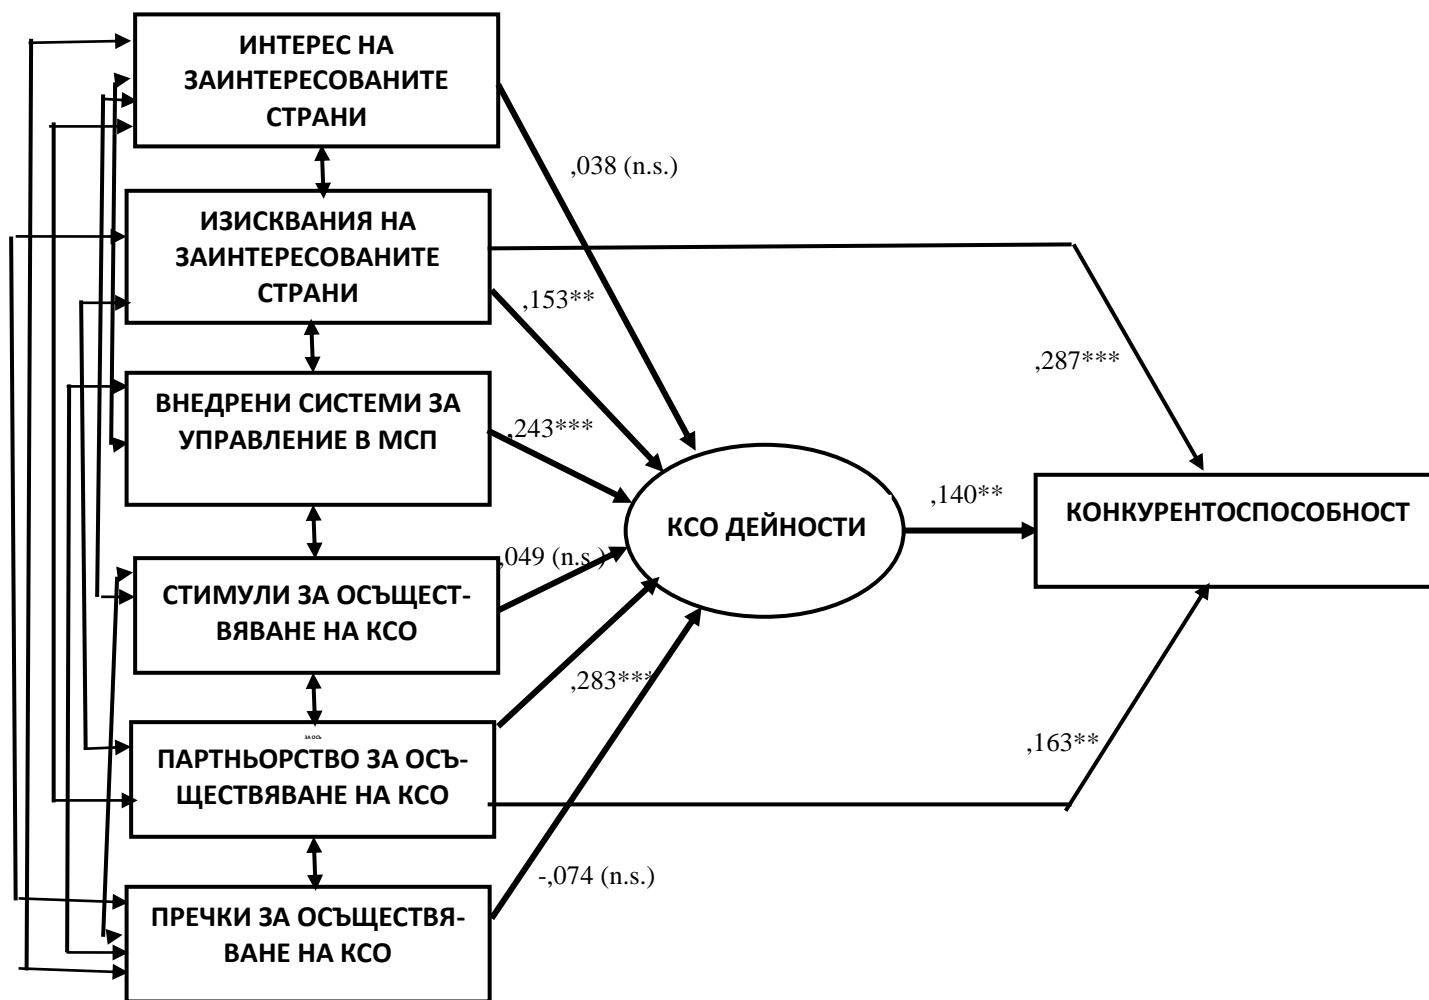 ИНТЕРЕС НА
ЗАИНТЕРЕСОВАНИТЕ
СТРАНИ
,038 (n.s.)
ИЗИСКВАНИЯ НА
ЗАИНТЕРЕСОВАНИТЕ
СТРАНИ
,153**
,287***
ВНЕДРЕНИ СИСТЕМИ ЗА
УПРАВЛЕНИЕ В МСП
,243***
КСО ДЕЙНОСТИ
,140**
КОНКУРЕНТОСПОСОБНОСТ
,049 (n.s.)
СТИМУЛИ ЗА ОСЪЩЕСТ-
ВЯВАНЕ НА КСО
,283***
ЗА ОСЬ
ПАРТНЬОРСТВО ЗА ОСЪ-
ЩЕСТВЯВАНЕ НА КСО
,163**
-,074 (n.s.)
ПРЕЧКИ ЗА ОСЪЩЕСТВЯ-
ВАНЕ НА КСО